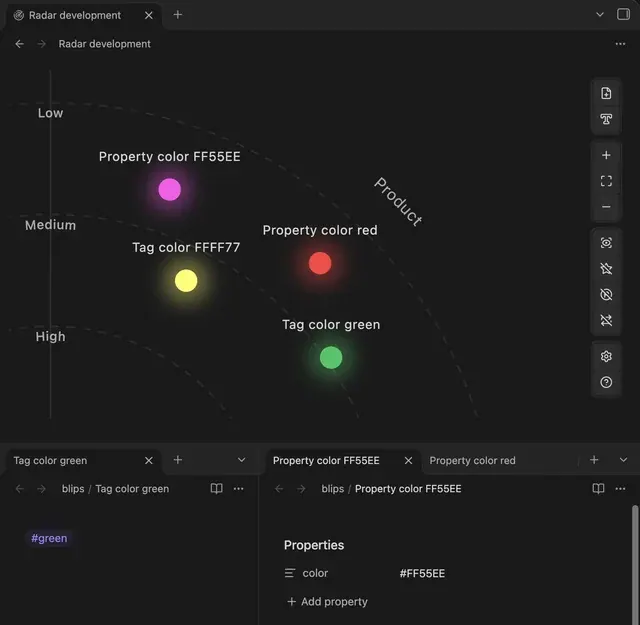 Radar development
Radar development
Low
Property color FF55EE
Product
Medium
Property color red
Tag color FFFF77
Tag color green
High
Tag color green
Property color FF55EE
Property color red
blips / Tag color green
blips / Property color FF55EE
#green
Properties
color #FF55EE
Add property